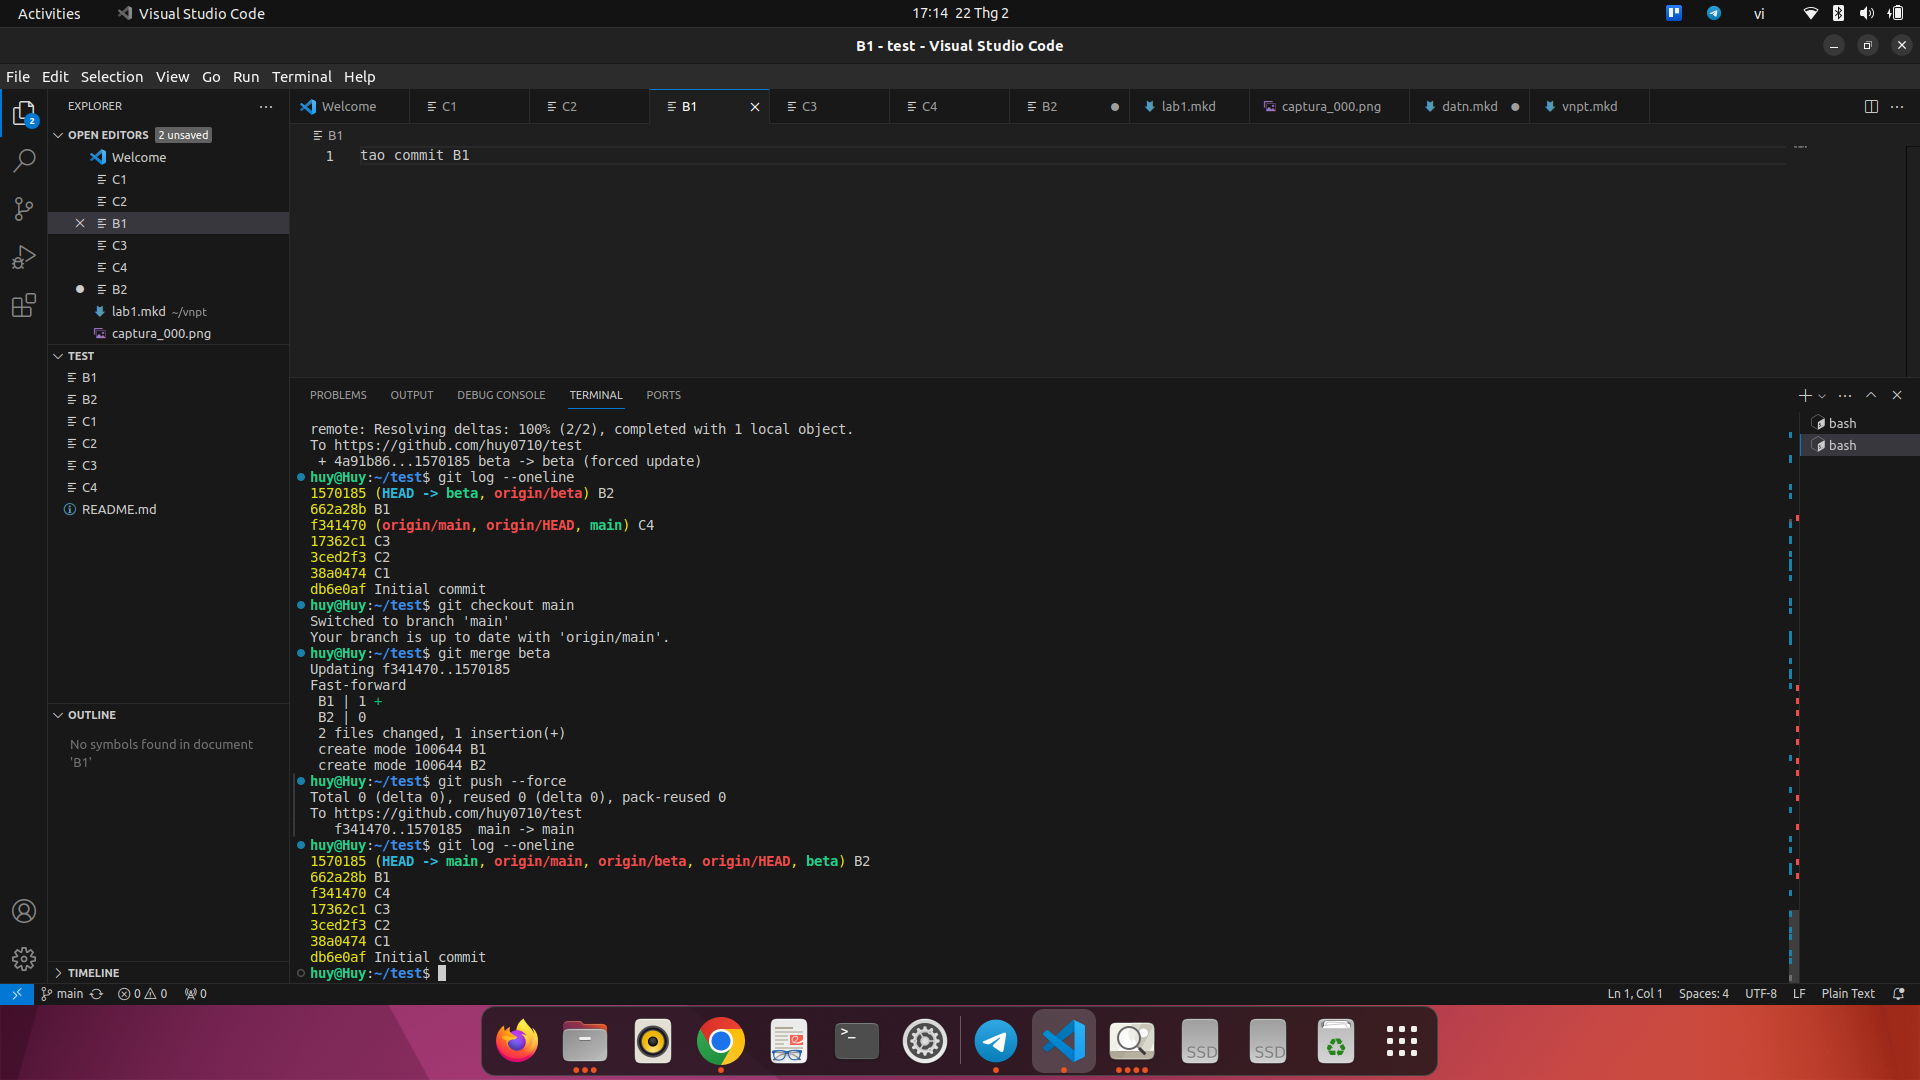 Activities
Visual Studio Code
17:14 22 Thg 2
vi
B1 - test - Visual Studio Code
File Edit Selection View Go Run Terminal Help
EXPLORER
Welcome
C1
C2
B1
C3
C4
B2
lab1.mkd
captura_000.png
datn.mkd
vnpt.mkd
2
OPEN EDITORS 2 unsaved
Welcome
C1
C2
B1
C3
C4
B2
lab1.mkd ~/vnpt
captura_000.png
TEST
B1
B2
C1
C2
C3
C4
README.md
OUTLINE
No symbols found in document
'B1'
TIMELINE
B1
1 tao commit B1
PROBLEMS OUTPUT DEBUG CONSOLE TERMINAL PORTS
remote: Resolving deltas: 100% (2/2), completed with 1 local object.
To https://github.com/huy0710/test
+ 4a91b86...1570185 beta -> beta (forced update)
huy@Huy:~/test$ git log --oneline
1570185 (HEAD -> beta, origin/beta) B2
662a28b B1
f341470 (origin/main, origin/HEAD, main) C4
17362c1 C3
3ced2f3 C2
38a0474 C1
db6e0af Initial commit
huy@Huy:~/test$ git checkout main
Switched to branch 'main'
Your branch is up to date with 'origin/main'.
huy@Huy:~/test$ git merge beta
Updating f341470..1570185
Fast-forward
B1 | 1 +
B2 | 0
2 files changed, 1 insertion(+)
create mode 100644 B1
create mode 100644 B2
huy@Huy:~/test$ git push --force
Total 0 (delta 0), reused 0 (delta 0), pack-reused 0
To https://github.com/huy0710/test
f341470..1570185  main -> main
huy@Huy:~/test$ git log --oneline
1570185 (HEAD -> main, origin/main, origin/beta, origin/HEAD, beta) B2
662a28b B1
f341470 C4
17362c1 C3
3ced2f3 C2
38a0474 C1
db6e0af Initial commit
huy@Huy:~/test$
bash
bash
main
0 0
0
Ln 1, Col 1
Spaces: 4
UTF-8
LF
Plain Text
>_
SSD
SSD